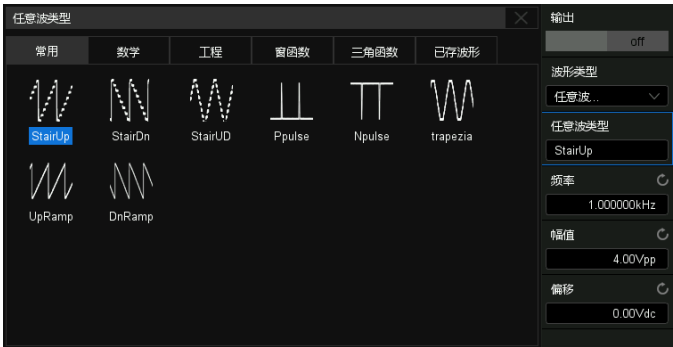 任意波类型
常用 数学 工程 窗函数 三角函数 已存波形
StairUp StairDn StairUD Ppulse Npulse trapezia
UpRamp DnRamp
输出
off
波形类型
任意波...
任意波类型
StairUp
频率
1.000000kHz
幅值
4.00Vpp
偏移
0.00Vdc